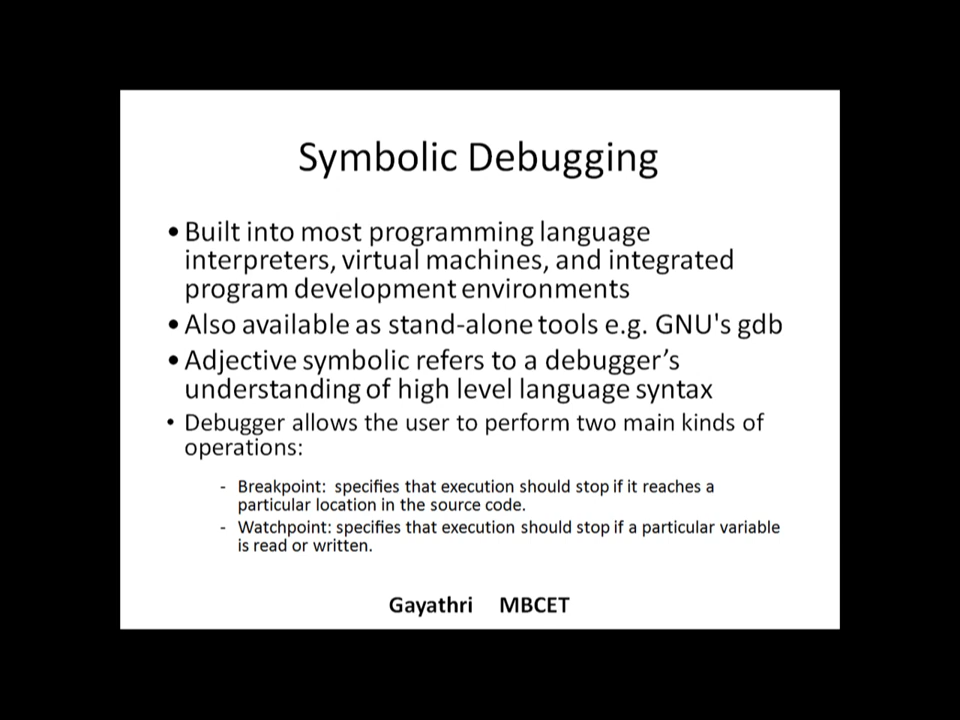 Symbolic Debugging
• Built into most programming language
interpreters, virtual machines, and integrated
program development environments
• Also available as stand-alone tools e.g. GNU's gdb
• Adjective symbolic refers to a debugger’s
understanding of high level language syntax
• Debugger allows the user to perform two main kinds of
operations:
- Breakpoint: specifies that execution should stop if it reaches a
particular location in the source code.
- Watchpoint: specifies that execution should stop if a particular variable
is read or written.
Gayathri MBCET